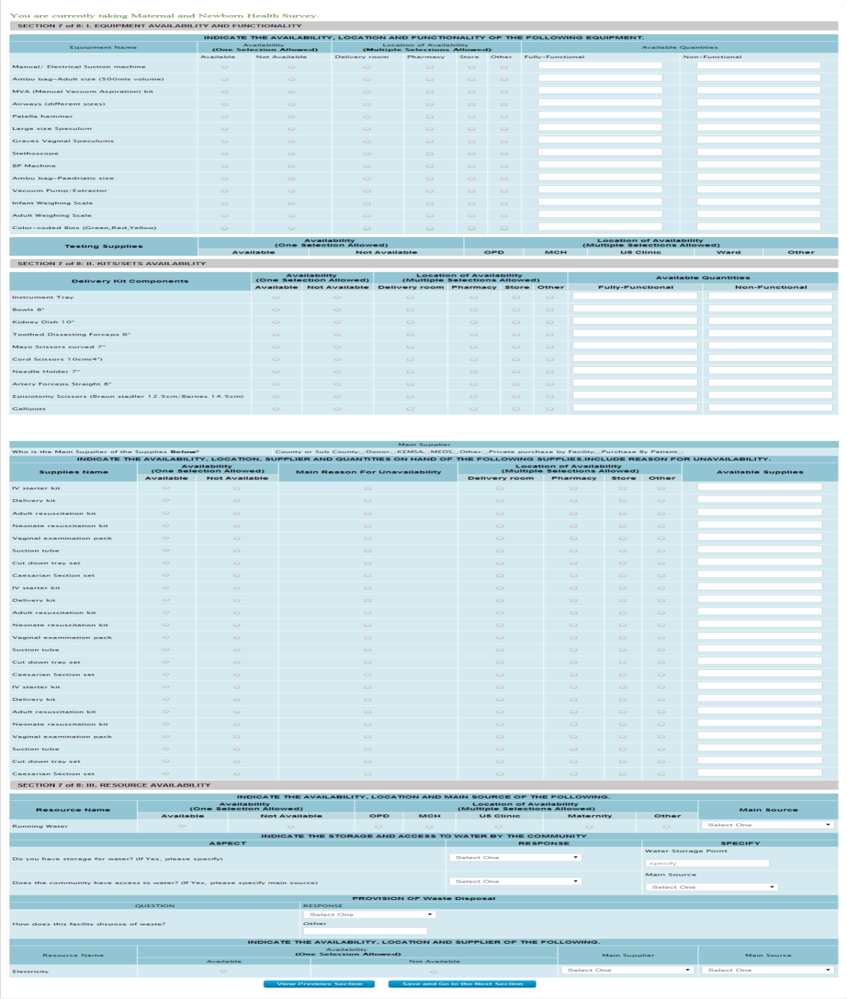 You are currently taking Maternal and Newborn Health Survey.
SECTION 7 of 8: I. EQUIPMENT AVAILABILITY AND FUNCTIONALITY
INDICATE THE AVAILABILITY, LOCATION AND FUNCTIONALITY OF THE FOLLOWING EQUIPMENT.
Equipment Name Availability (One Selection Allowed) Location of Availability (Multiple Selections Allowed) Available Quantities
Available Not Available Delivery room Pharmacy Store Other Fully-Functional Non-Functional
Manual/ Electrical Suction machine
Ambu bag-Adult size (500mls volume)
MVA (Manual Vacuum Aspiration) kit
Airways (different sizes)
Patella hammer
Large size Speculum
Graves Vaginal Speculums
Stethoscope
BP Machine
Ambu bag-Paedriatic size
Vacuum Pump/Extractor
Infant Weighing Scale
Adult Weighing Scale
Color-coded Bins (Green,Red,Yellow)
Testing Supplies Availability (One Selection Allowed) Location of Availability (Multiple Selections Allowed)
Available Not Available OPD MCH U5 Clinic Ward Other
SECTION 7 of 8: II. KITS/SETS AVAILABILITY
Delivery Kit Components Availability (One Selection Allowed) Location of Availability (Multiple Selections Allowed) Available Quantities
Available Not Available Delivery room Pharmacy Store Other Fully-Functional Non-Functional
Instrument Tray
Bowls 8"
Kidney Dish 10"
Toothed Dissecting Forceps 6"
Mayo Scissors curved 7"
Cord Scissors 10cm(4")
Needle Holder 7"
Artery Forceps Straight 8"
Episiotomy Scissors (Braun stadler 12.5cm/Barnes 14.5cm)
Gallipots
Main Supplier
Who is the Main Supplier of the Supplies Below? County or Sub County Donor KEMSA MEDS Other Private purchase by Facility Purchase By Patient
INDICATE THE AVAILABILITY, LOCATION, SUPPLIER AND QUANTITIES ON HAND OF THE FOLLOWING SUPPLIES.INCLUDE REASON FOR UNAVAILABILITY.
Supplies Name Availability (One Selection Allowed) Main Reason For Unavailability Location of Availability (Multiple Selections Allowed) Available Supplies
Available Not Available Delivery room Pharmacy Store Other
IV starter kit
Delivery kit
Adult resuscitation kit
Neonate resuscitation kit
Vaginal examination pack
Suction tube
Cut down tray set
Caesarian Section set
IV starter kit
Delivery kit
Adult resuscitation kit
Neonate resuscitation kit
Vaginal examination pack
Suction tube
Cut down tray set
Caesarian Section set
IV starter kit
Delivery kit
Adult resuscitation kit
Neonate resuscitation kit
Vaginal examination pack
Suction tube
Cut down tray set
Caesarian Section set
SECTION 7 of 8: III. RESOURCE AVAILABILITY
INDICATE THE AVAILABILITY, LOCATION AND MAIN SOURCE OF THE FOLLOWING.
Resource Name Availability (One Selection Allowed) Location of Availability (Multiple Selections Allowed) Main Source
Available Not Available OPD MCH U5 Clinic Maternity Other
Running Water Select One
INDICATE THE STORAGE AND ACCESS TO WATER BY THE COMMUNITY
ASPECT RESPONSE SPECIFY
Do you have storage for water? (If Yes, please specify) Select One Water Storage Point
specify
Does the community have access to water? (If Yes, please specify main source) Select One Main Source
Select One
PROVISION OF Waste Disposal
QUESTION RESPONSE
How does this facility dispose of waste? Select One
Other
INDICATE THE AVAILABILITY, LOCATION AND SUPPLIER OF THE FOLLOWING.
Resource Name Availability (One Selection Allowed) Main Supplier Main Source
Available Not Available
Electricity Select One Select One
View Previous Section Save and Go to the Next Section